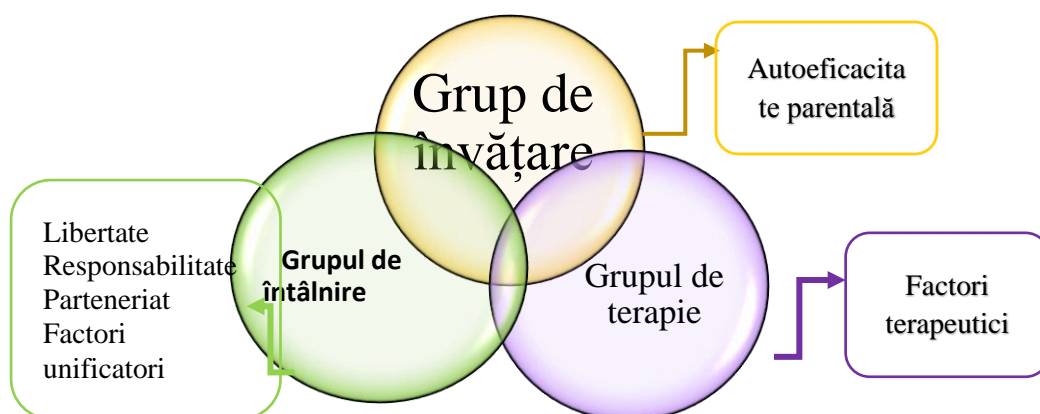 Grup de
învățare
Autoeficacita
te parentală
Libertate
Responsabilitate
Parteneriat
Factori
unificatori
Grupul de
întâlnire
Grupul de
terapie
Factori
terapeutici